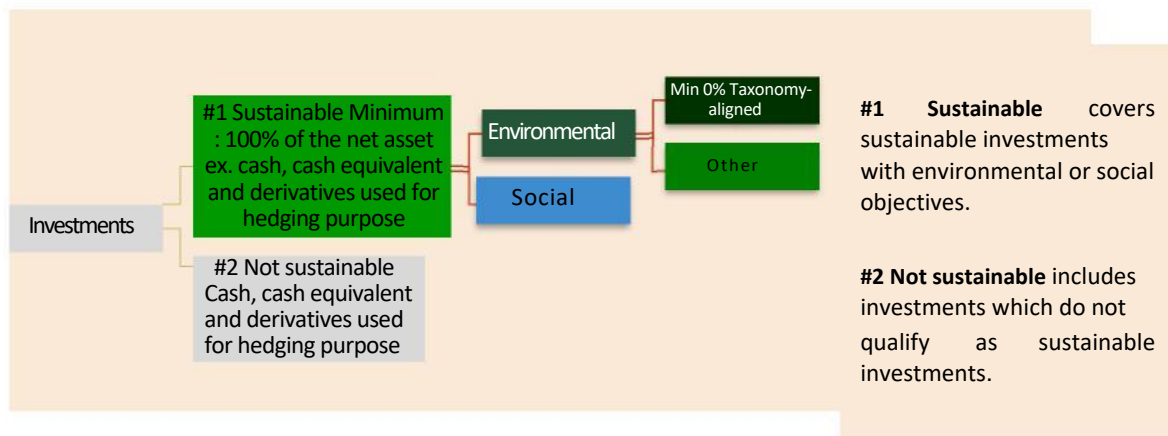 Investments
#1 Sustainable Minimum
: 100% of the net asset
ex. cash, cash equivalent
and derivatives used for
hedging purpose
#2 Not sustainable
Cash, cash equivalent
and derivatives used
for hedging purpose
Environmental
Social
Min 0% Taxonomy-
aligned
Other
#1 Sustainable covers
sustainable investments
with environmental or social
objectives.
#2 Not sustainable includes
investments which do not
qualify as sustainable
investments.